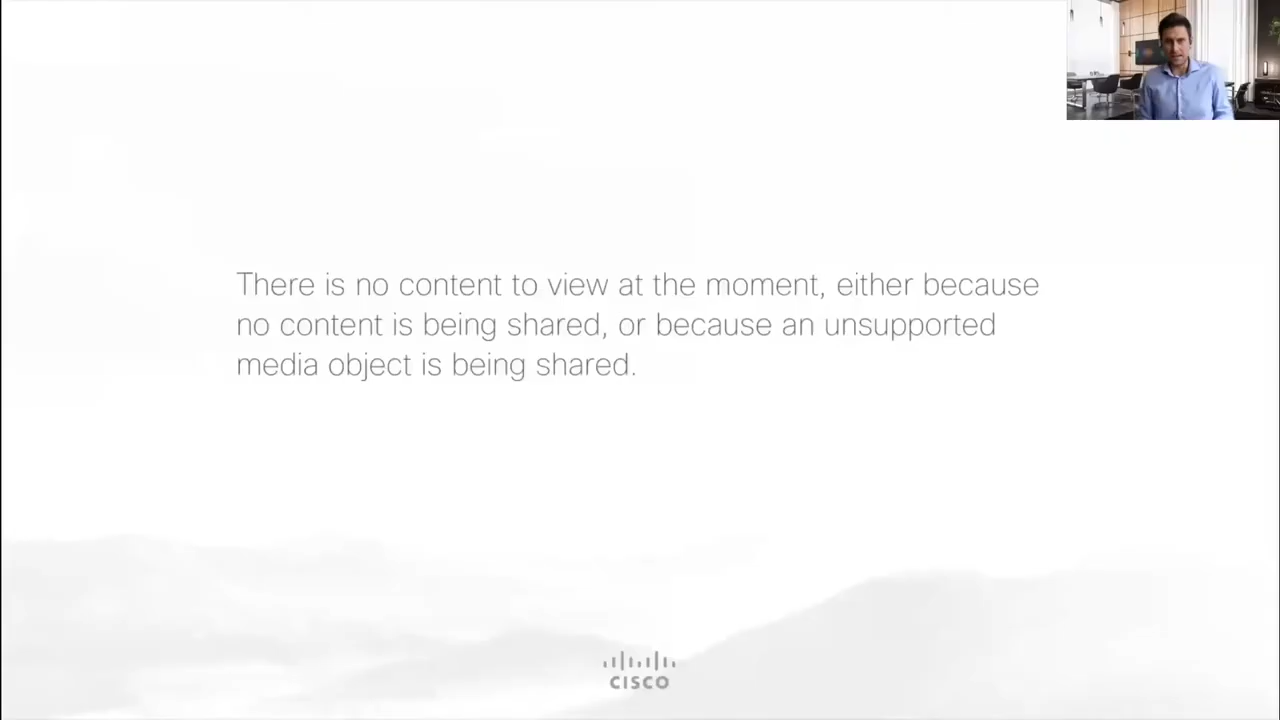 There is no content to view at the moment, either because
no content is being shared, or because an unsupported
media object is being shared.
CISCO